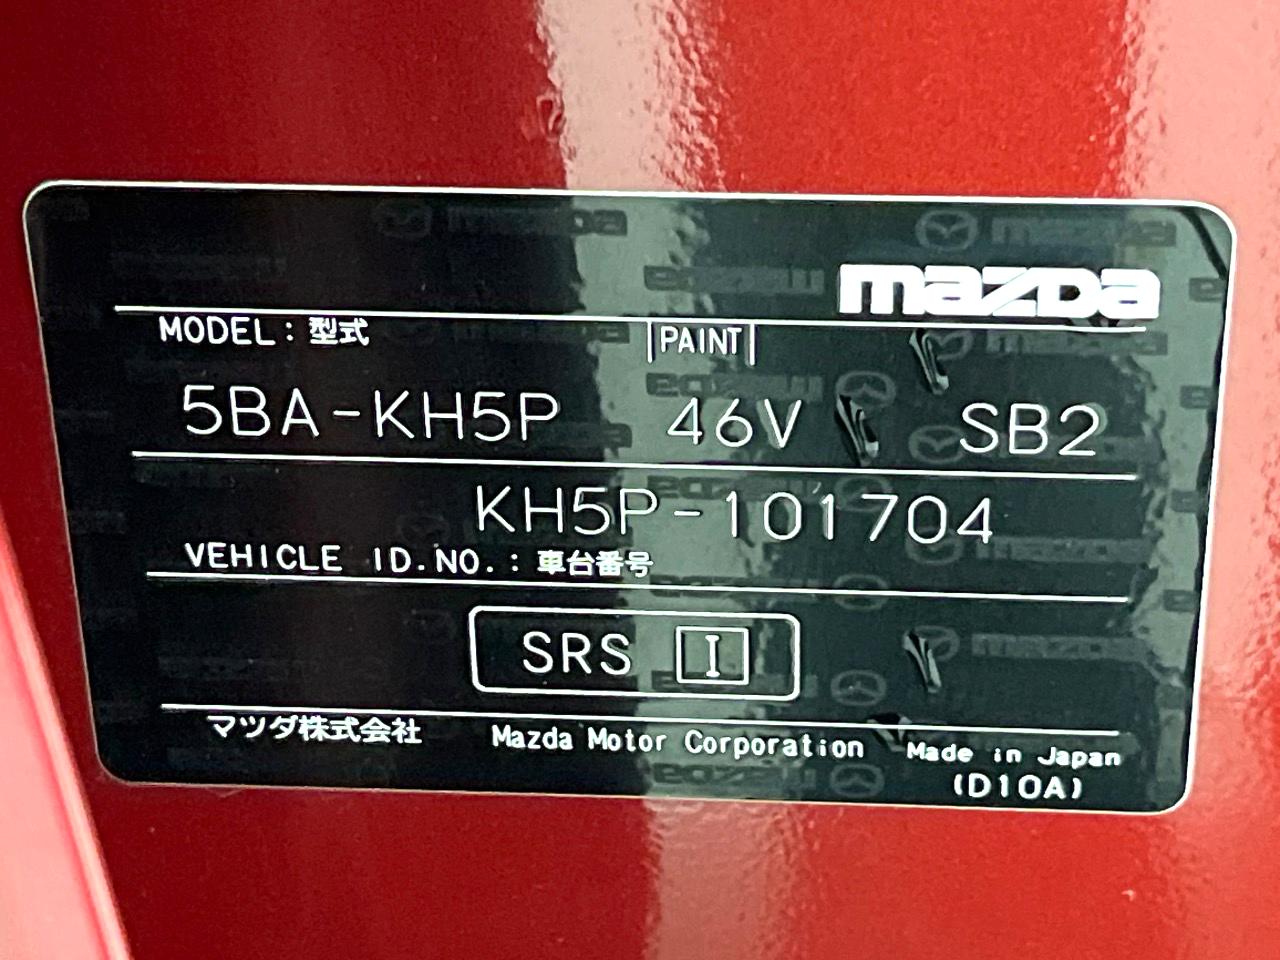 mazda
MODEL : 型式 PAINT
5BA-KH5P 46V SB2
KH5P-101704
VEHICLE ID.NO. : 車台番号
SRS I
マツダ株式会社 Mazda Motor Corporation Made in Japan
(D10A)